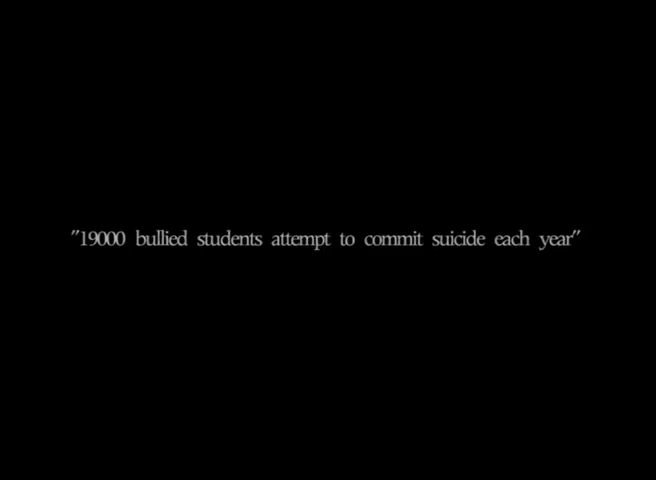 "19000 bullied students attempt to commit suicide each year"